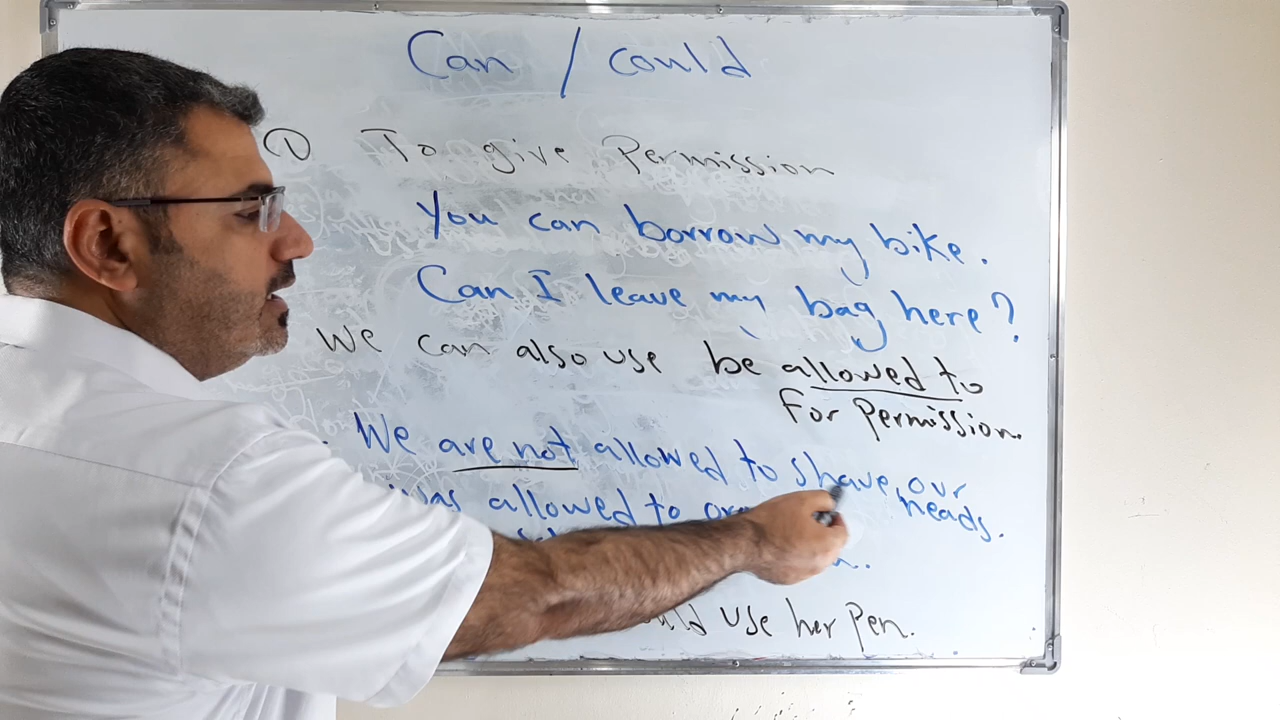 Can / could
① To give Permission
You can borrow my bike.
Can I leave my bag here?
We can also use be allowed to
for Permission.
We are not allowed to shave our
heads.
was allowed to
use her Pen.